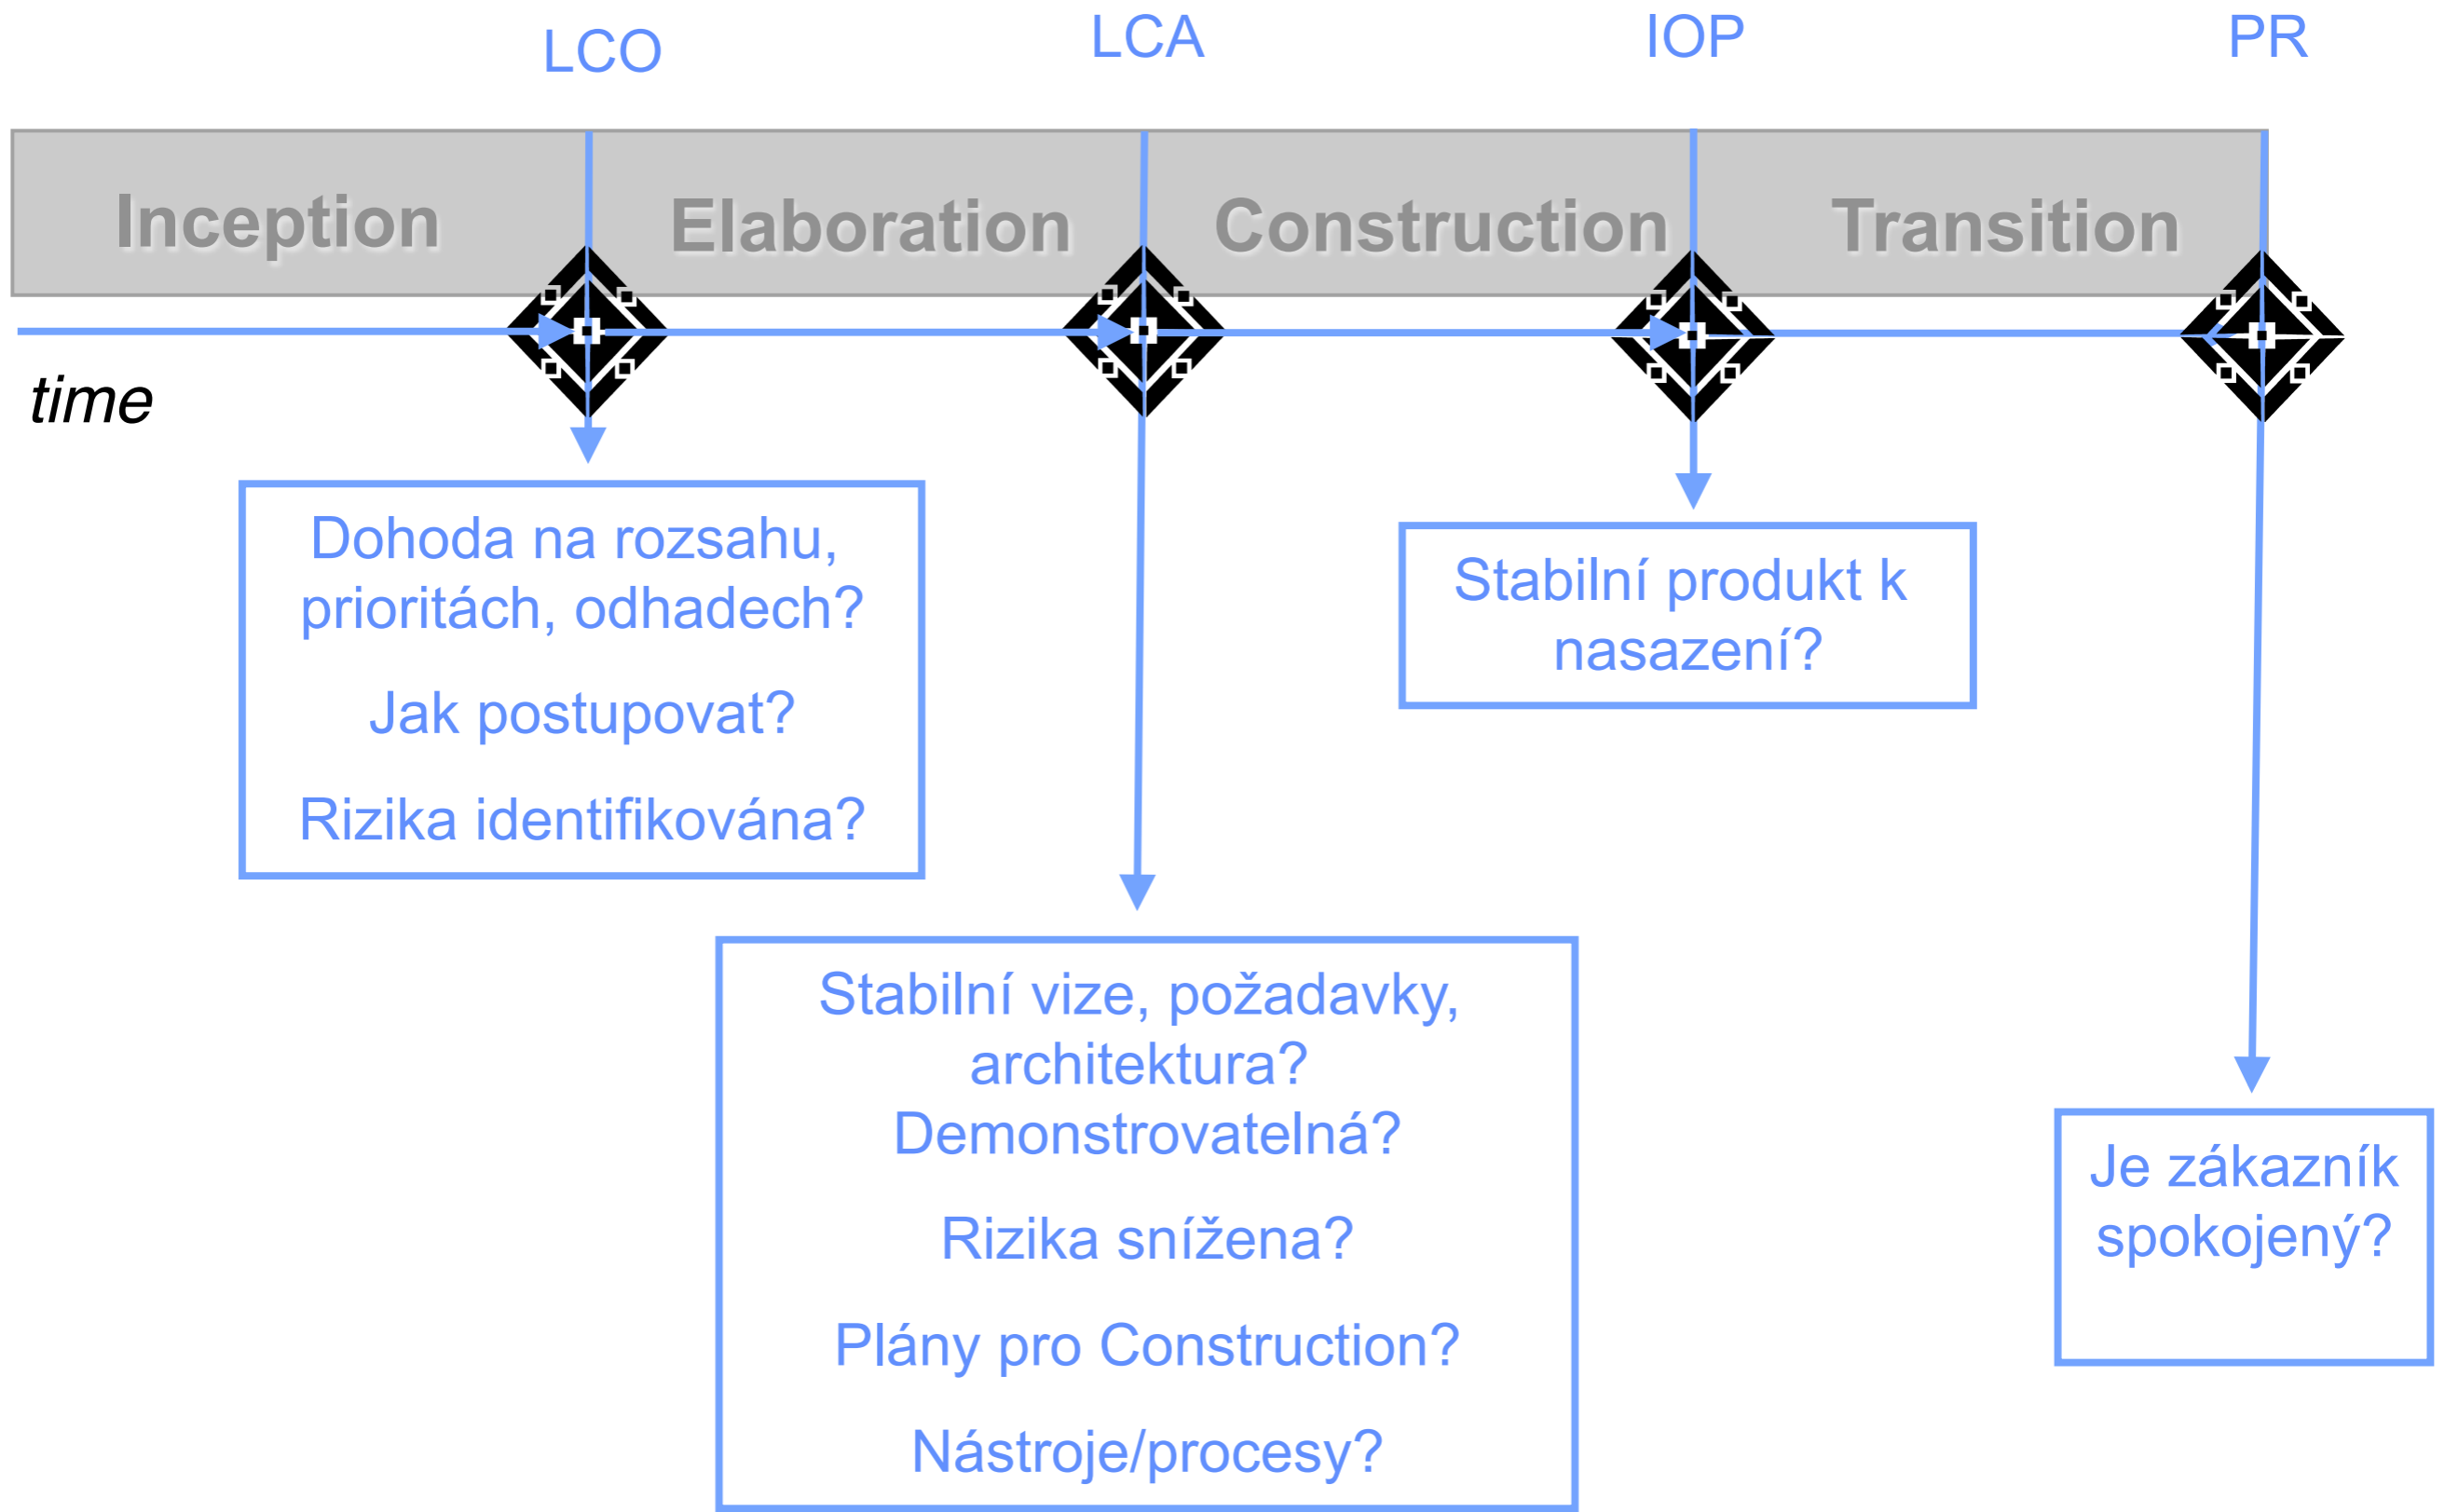 LCO
LCA
IOP
PR
Inception
Elaboration
Construction
Transition
time
Dohoda na rozsahu,
prioritách, odhadech?
Jak postupovat?
Rizika identifikována?
Stabilní produkt k
nasazení?
Stabilní vize, požadavky,
architektura?
Demonstrovatelná?
Rizika snížena?
Plány pro Construction?
Nástroje/procesy?
Je zákazník
spokojený?